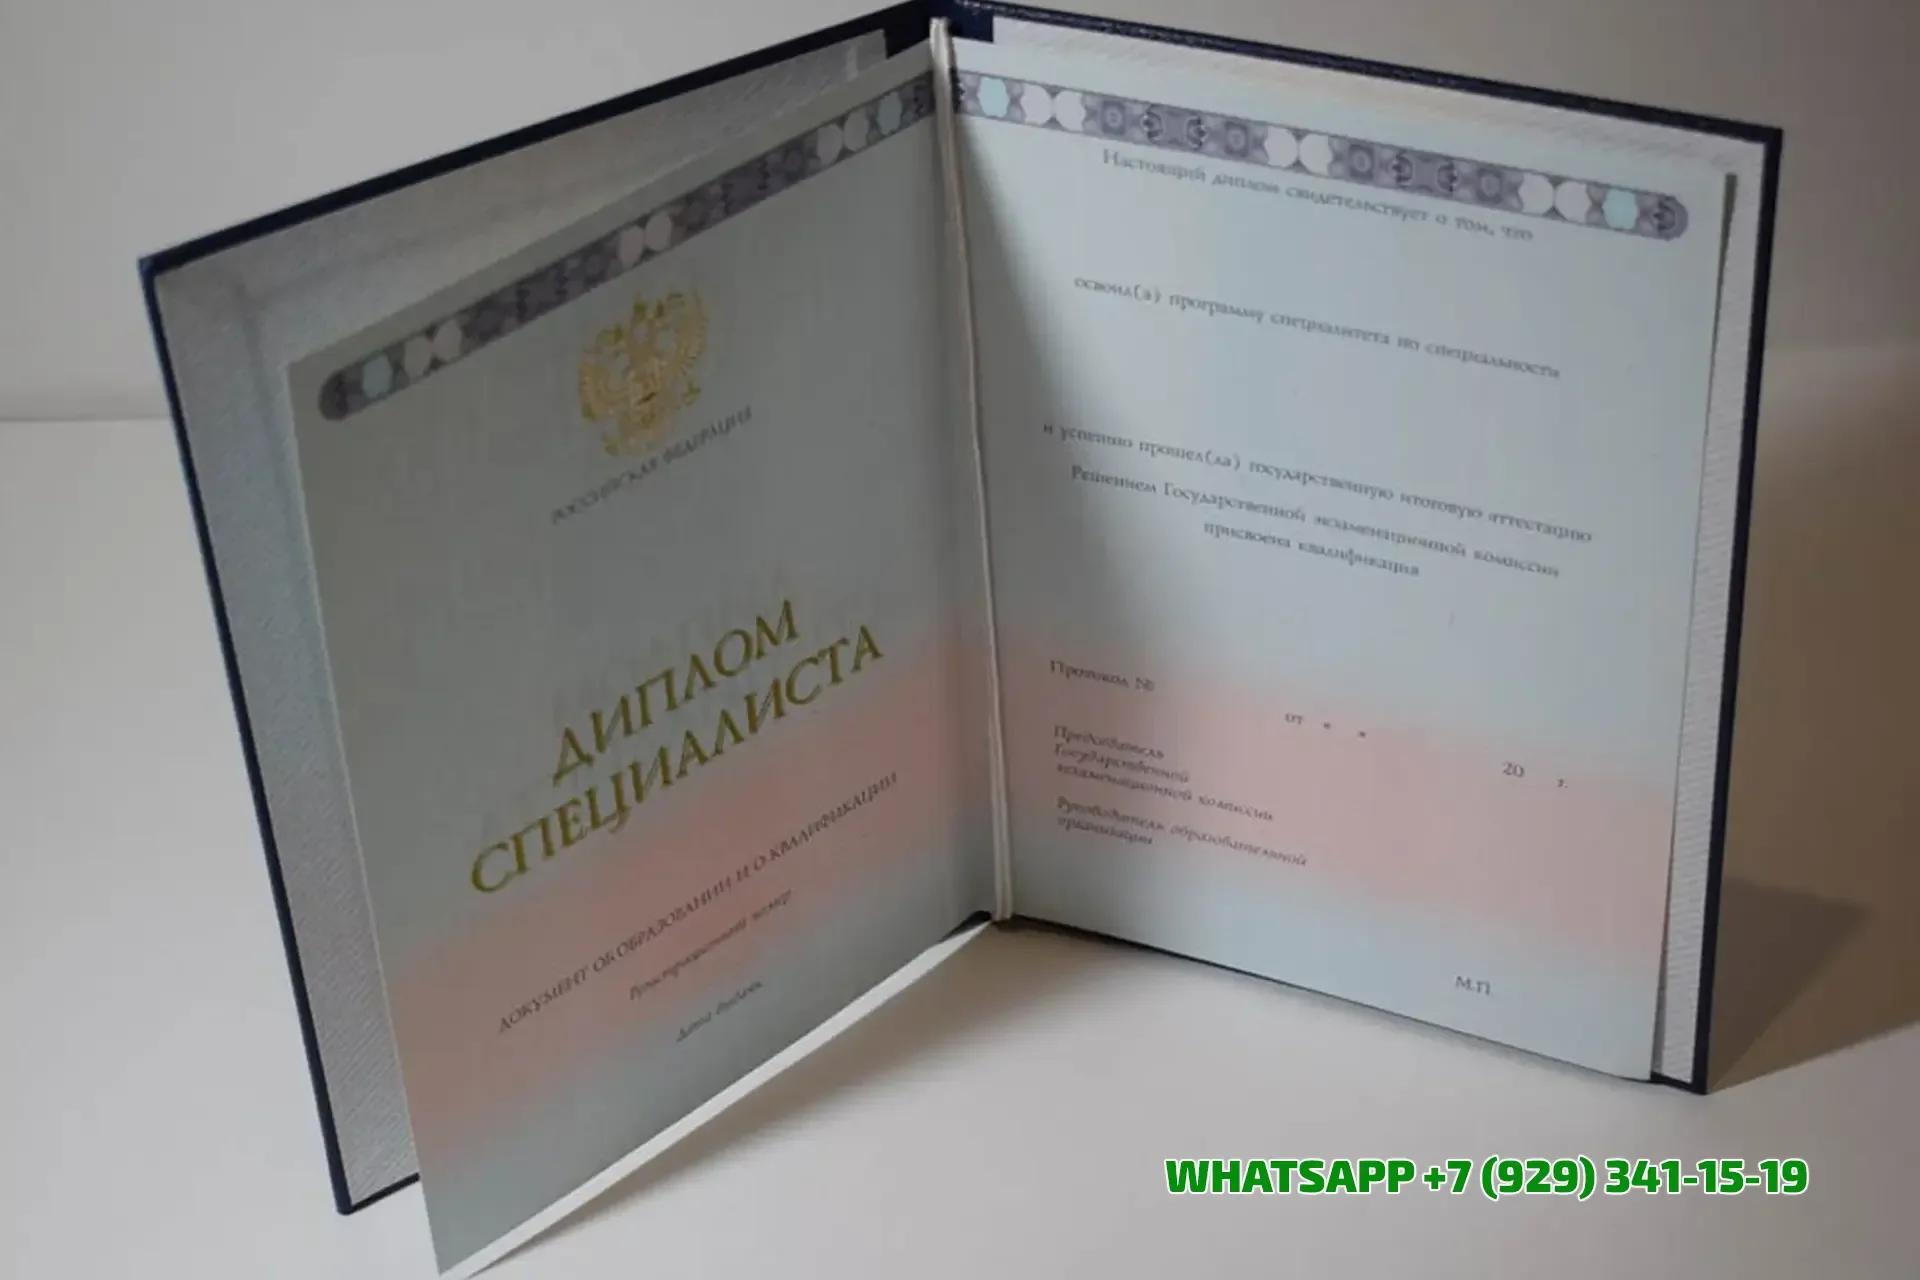 РОССИЙСКАЯ ФЕДЕРАЦИЯ
ДИПЛОМ
СПЕЦИАЛИСТА
ДОКУМЕНТ ОБ ОБРАЗОВАНИИ И О КВАЛИФИКАЦИИ
Регистрационный номер
Дата выдачи
Настоящий диплом свидетельствует о том, что
освоил(а) программу специалитета по специальности
и успешно прошел(ла) государственную итоговую аттестацию
Решением Государственной экзаменационной комиссии
присвоена квалификация
Протокол №
от « » 20 г.
Председатель
Государственной
экзаменационной комиссии
Руководитель образовательной
организации
М.П.
WHATSAPP +7 (929) 341-15-19